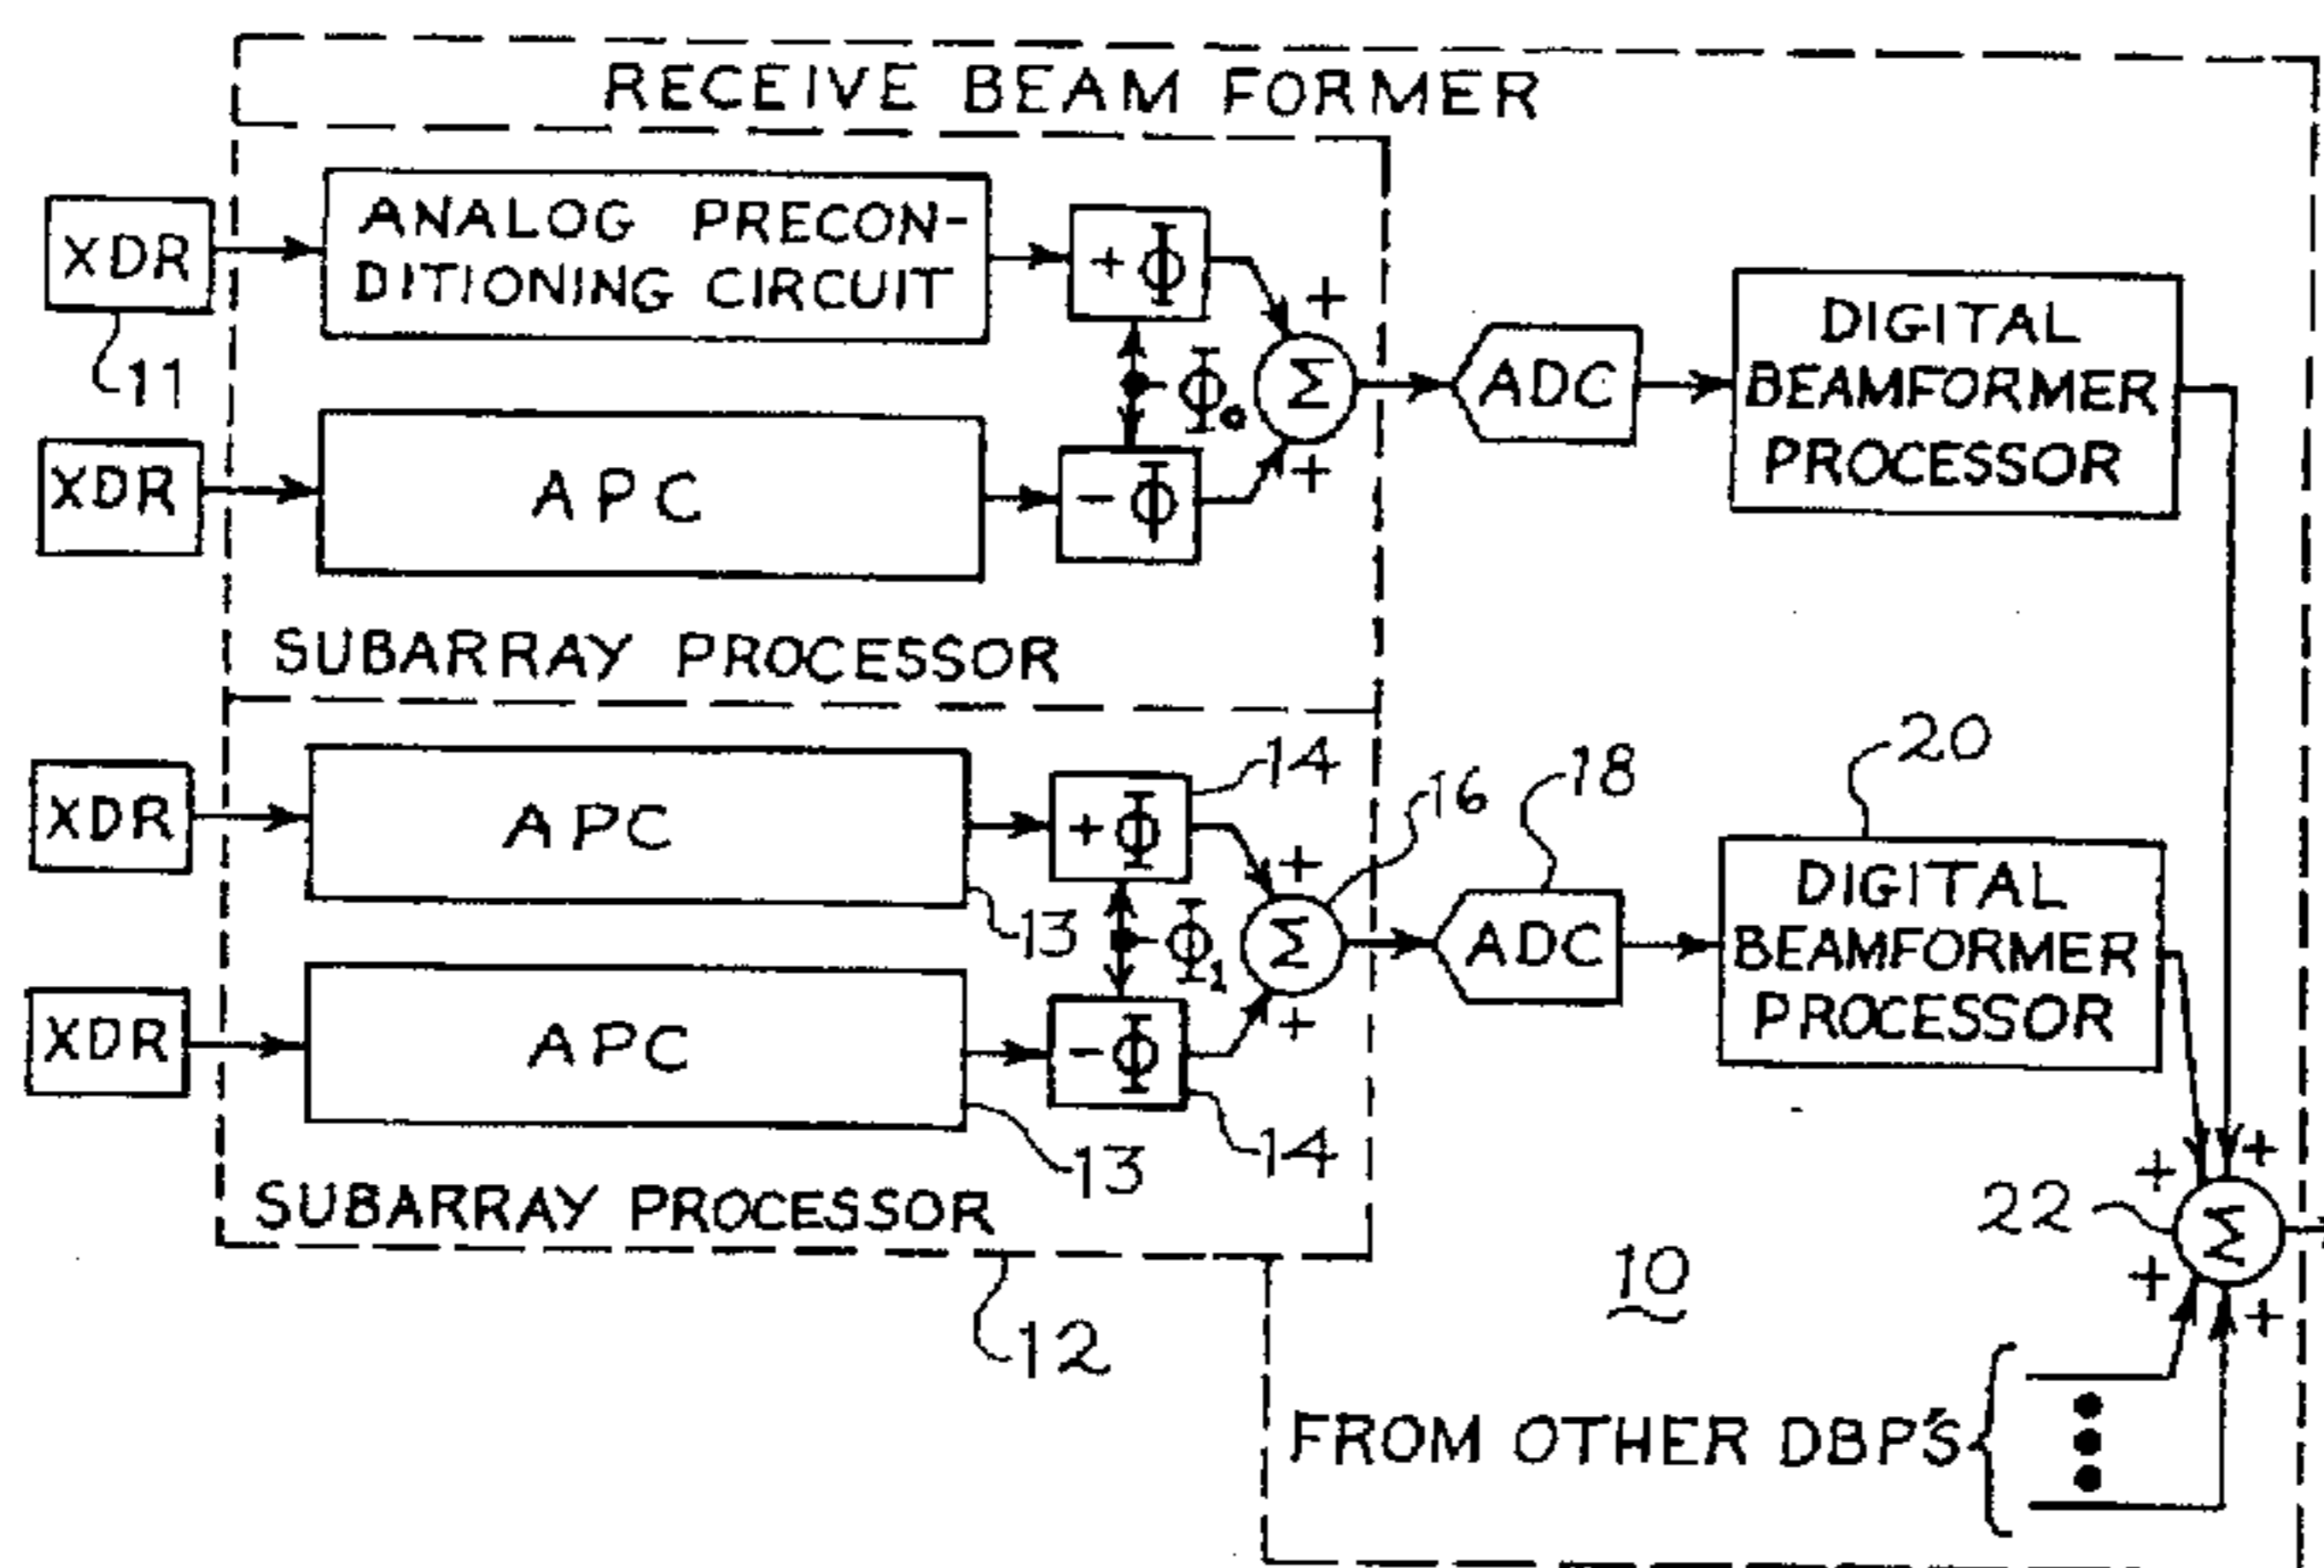 RECEIVE BEAM FORMER
XDR
ANALOG PRECON-
DITIONING CIRCUIT
+ Φ
+
Σ
+
ADC
DIGITAL
BEAMFORMER
PROCESSOR
11
Φ0
XDR
APC
- Φ
SUBARRAY PROCESSOR
XDR
APC
13
+ Φ
14
+
16
Σ
+
18
ADC
20
DIGITAL
BEAMFORMER
PROCESSOR
Φ1
XDR
APC
13
- Φ
14
SUBARRAY PROCESSOR
12
10
22
+
+
Σ
+
+
FROM OTHER DBP'S